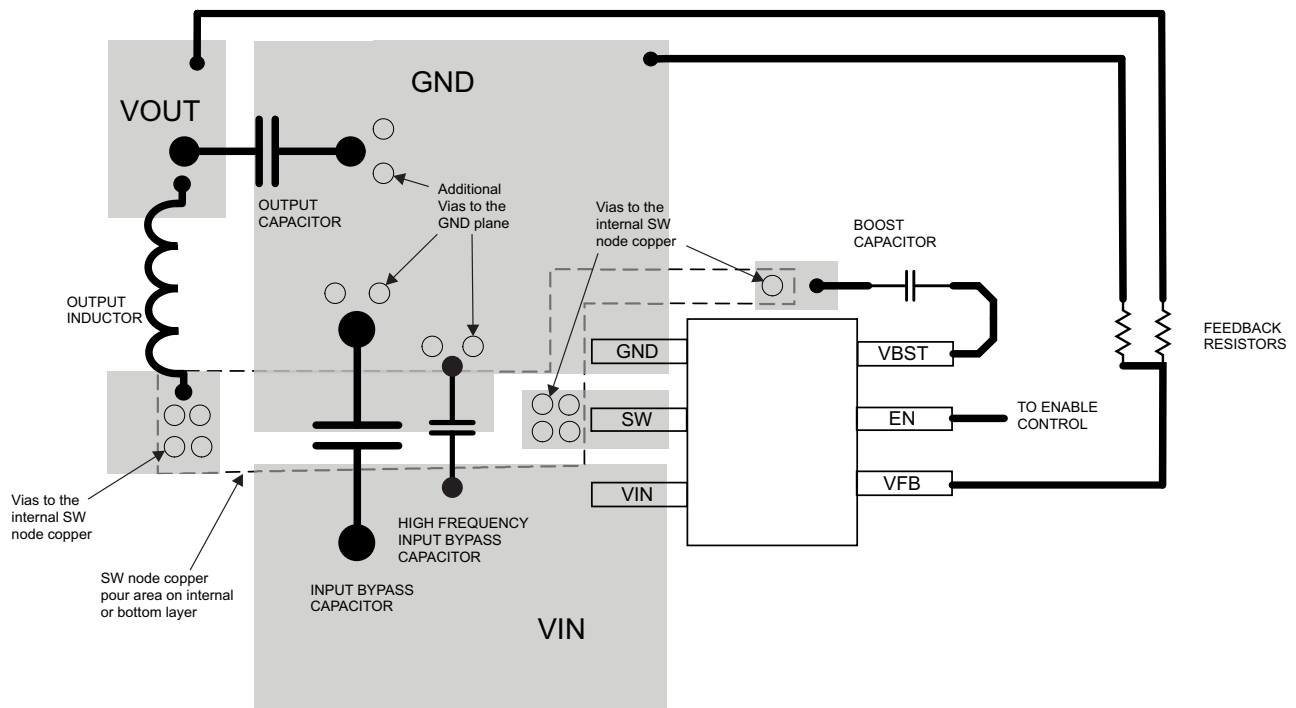 GND
VOUT
OUTPUT
CAPACITOR
Additional
Vias to the
GND plane
Vias to the
internal SW
node copper
BOOST
CAPACITOR
OUTPUT
INDUCTOR
FEEDBACK
RESISTORS
GND
VBST
SW
EN
TO ENABLE
CONTROL
VIN
VFB
Vias to the
internal SW
node copper
HIGH FREQUENCY
INPUT BYPASS
CAPACITOR
SW node copper
pour area on internal
or bottom layer
INPUT BYPASS
CAPACITOR
VIN